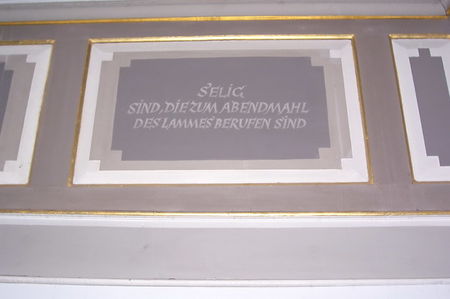 SELIG
SIND, DIE ZUM ABENDMAHL
DES LAMMES BERUFEN SIND